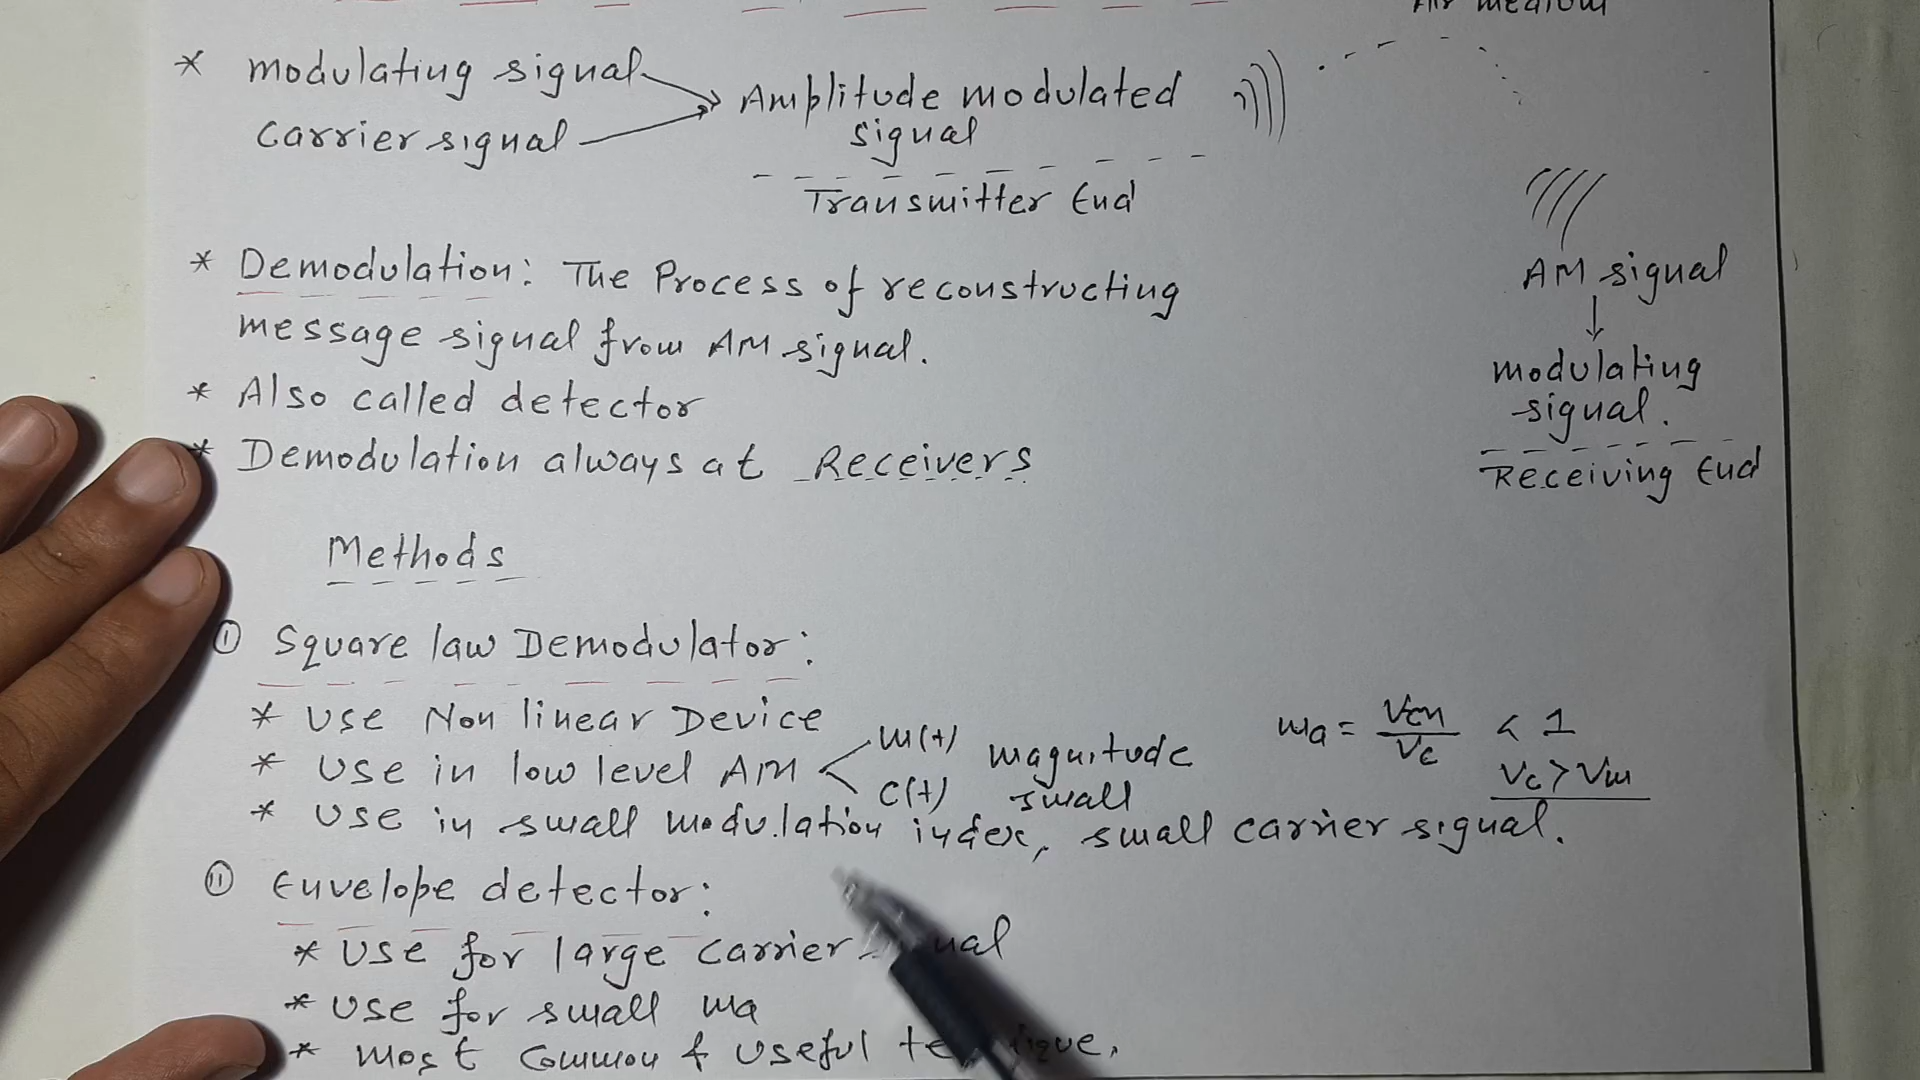 Air medium
* modulating signal
Carrier signal
Amplitude modulated
signal
Transmitter End
* Demodulation: The Process of reconstructing
message signal from AM signal.
* Also called detector
* Demodulation always at Receivers
AM signal
↓
modulating
signal.
Receiving End
Methods
① Square law Demodulator:
* Use Non linear Device
* Use in low level AM < m(t) magnitude
c(t) small
ma = Vm/Vc < 1
Vc > Vm
* Use in small modulation index, small carrier signal.
② Envelope detector:
* Use for large carrier
* Use for small ma
* Most Common & useful